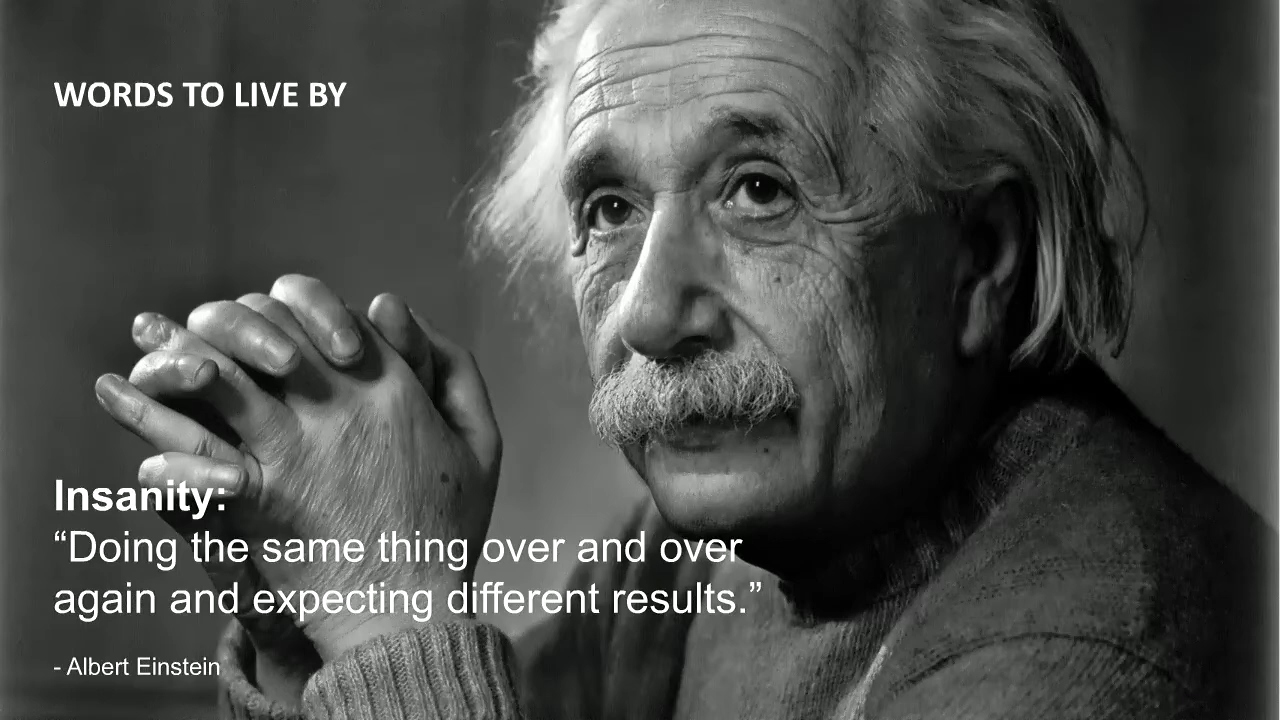 WORDS TO LIVE BY
Insanity:
“Doing the same thing over and over
again and expecting different results.”
- Albert Einstein